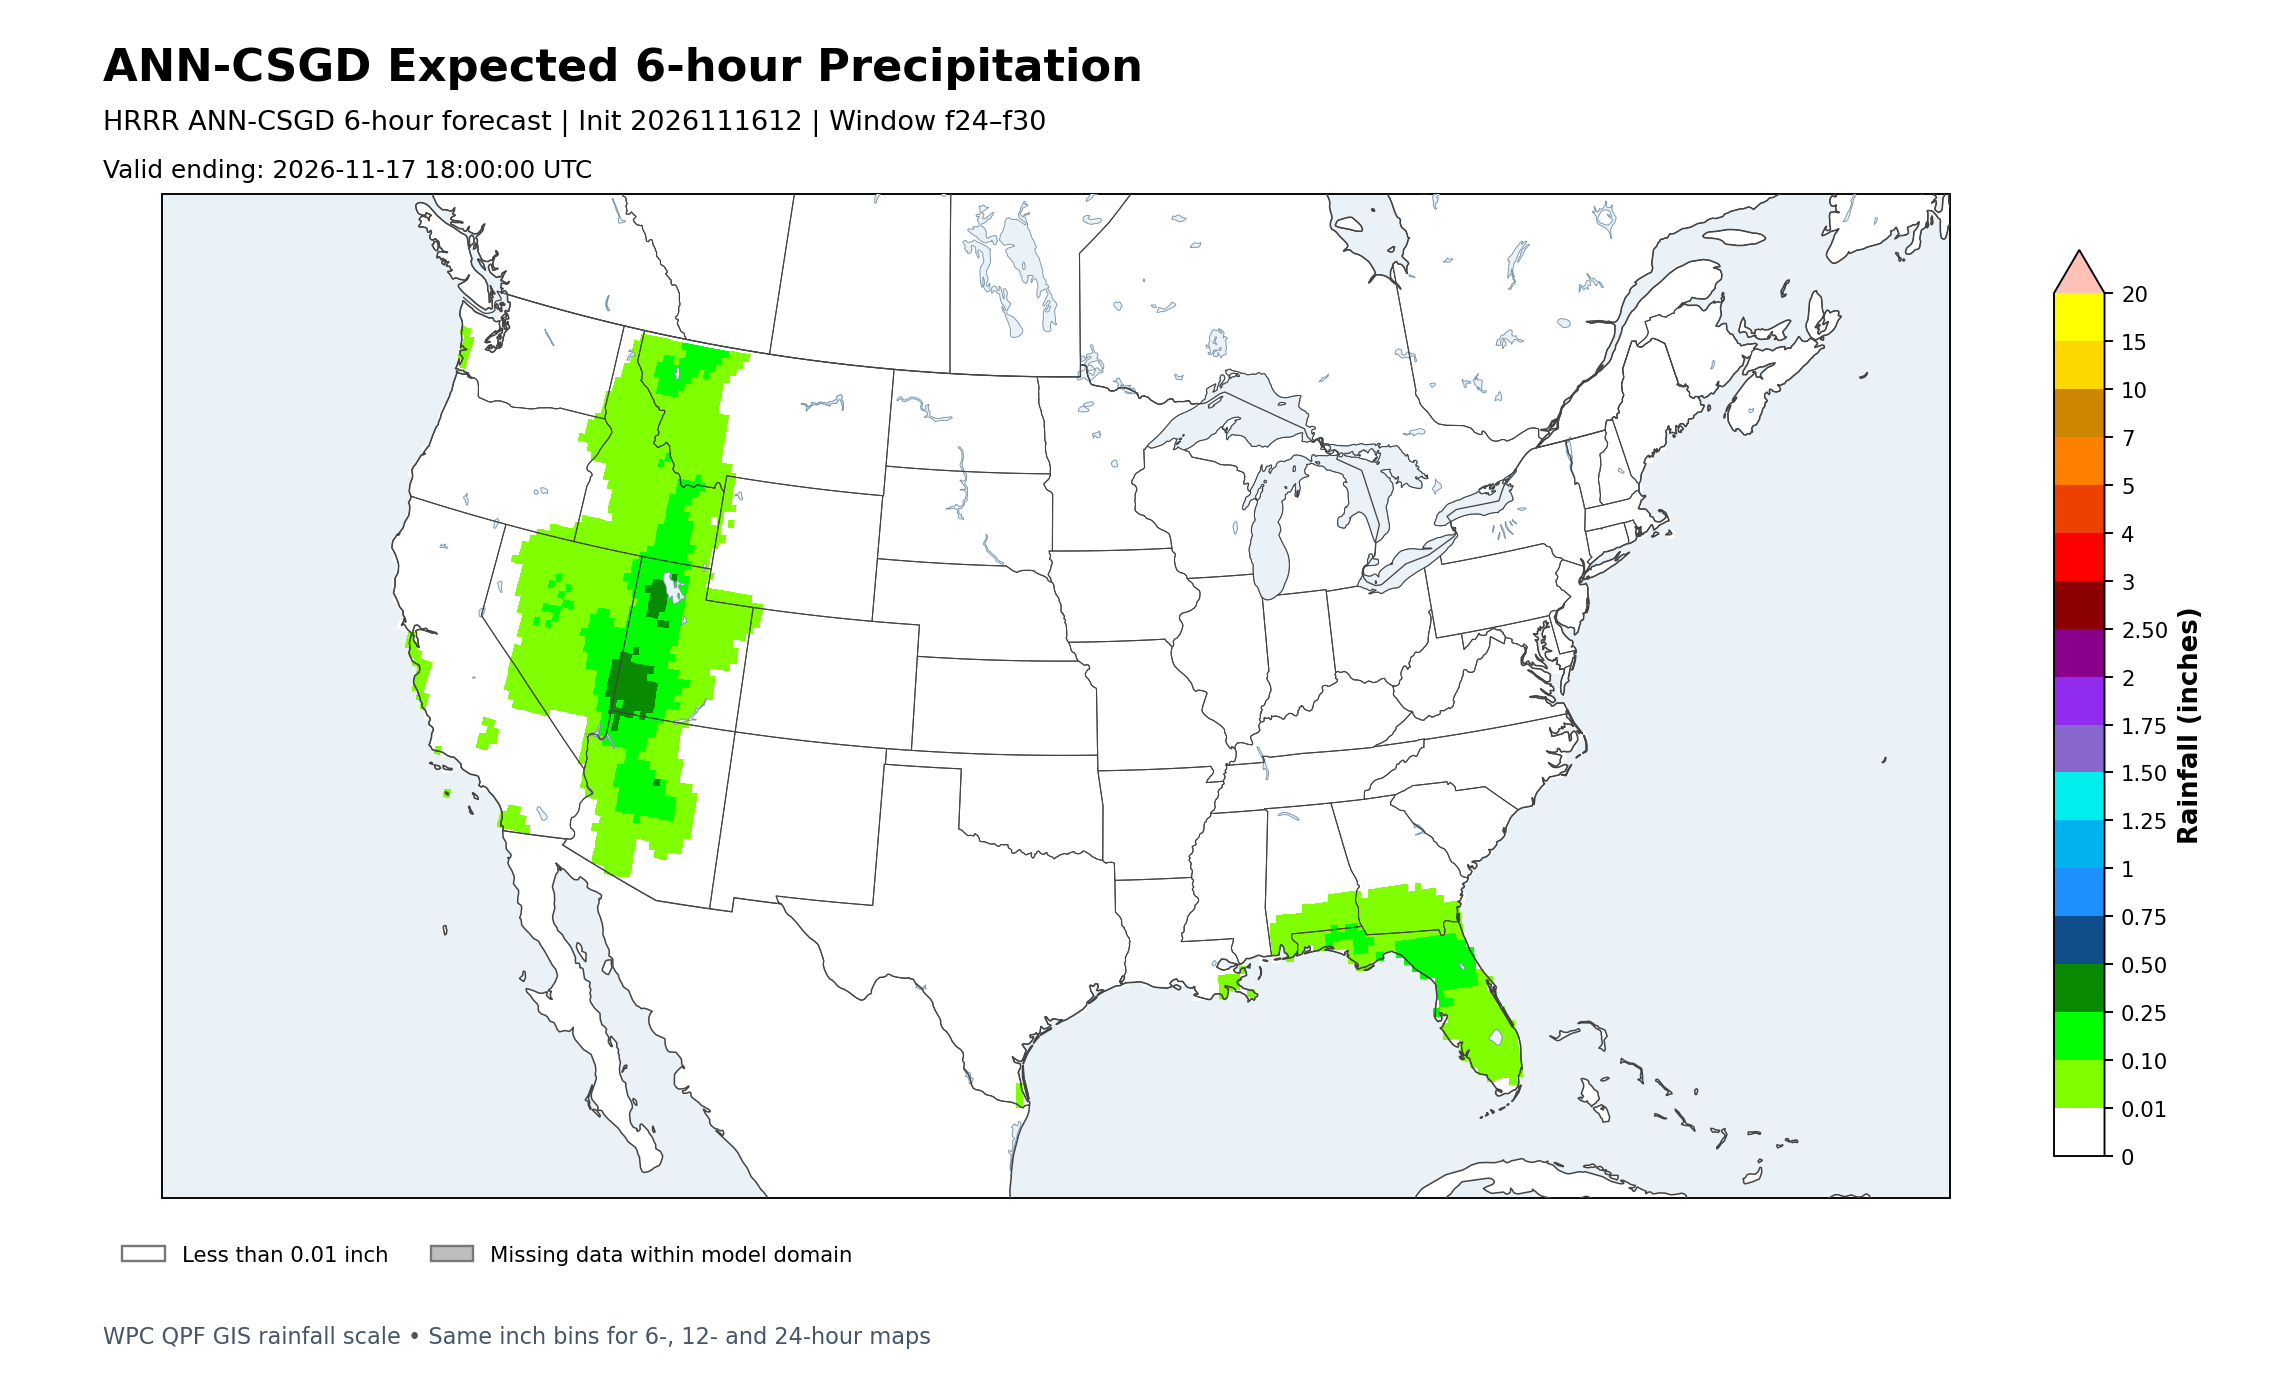 ANN-CSGD Expected 6-hour Precipitation
HRRR ANN-CSGD 6-hour forecast | Init 2026111612 | Window f24–f30
Valid ending: 2026-11-17 18:00:00 UTC
20
15
10
7
5
4
3
2.50
2
1.75
1.50
1.25
1
0.75
0.50
0.25
0.10
0.01
0
Rainfall (inches)
Less than 0.01 inch
Missing data within model domain
WPC QPF GIS rainfall scale • Same inch bins for 6-, 12- and 24-hour maps